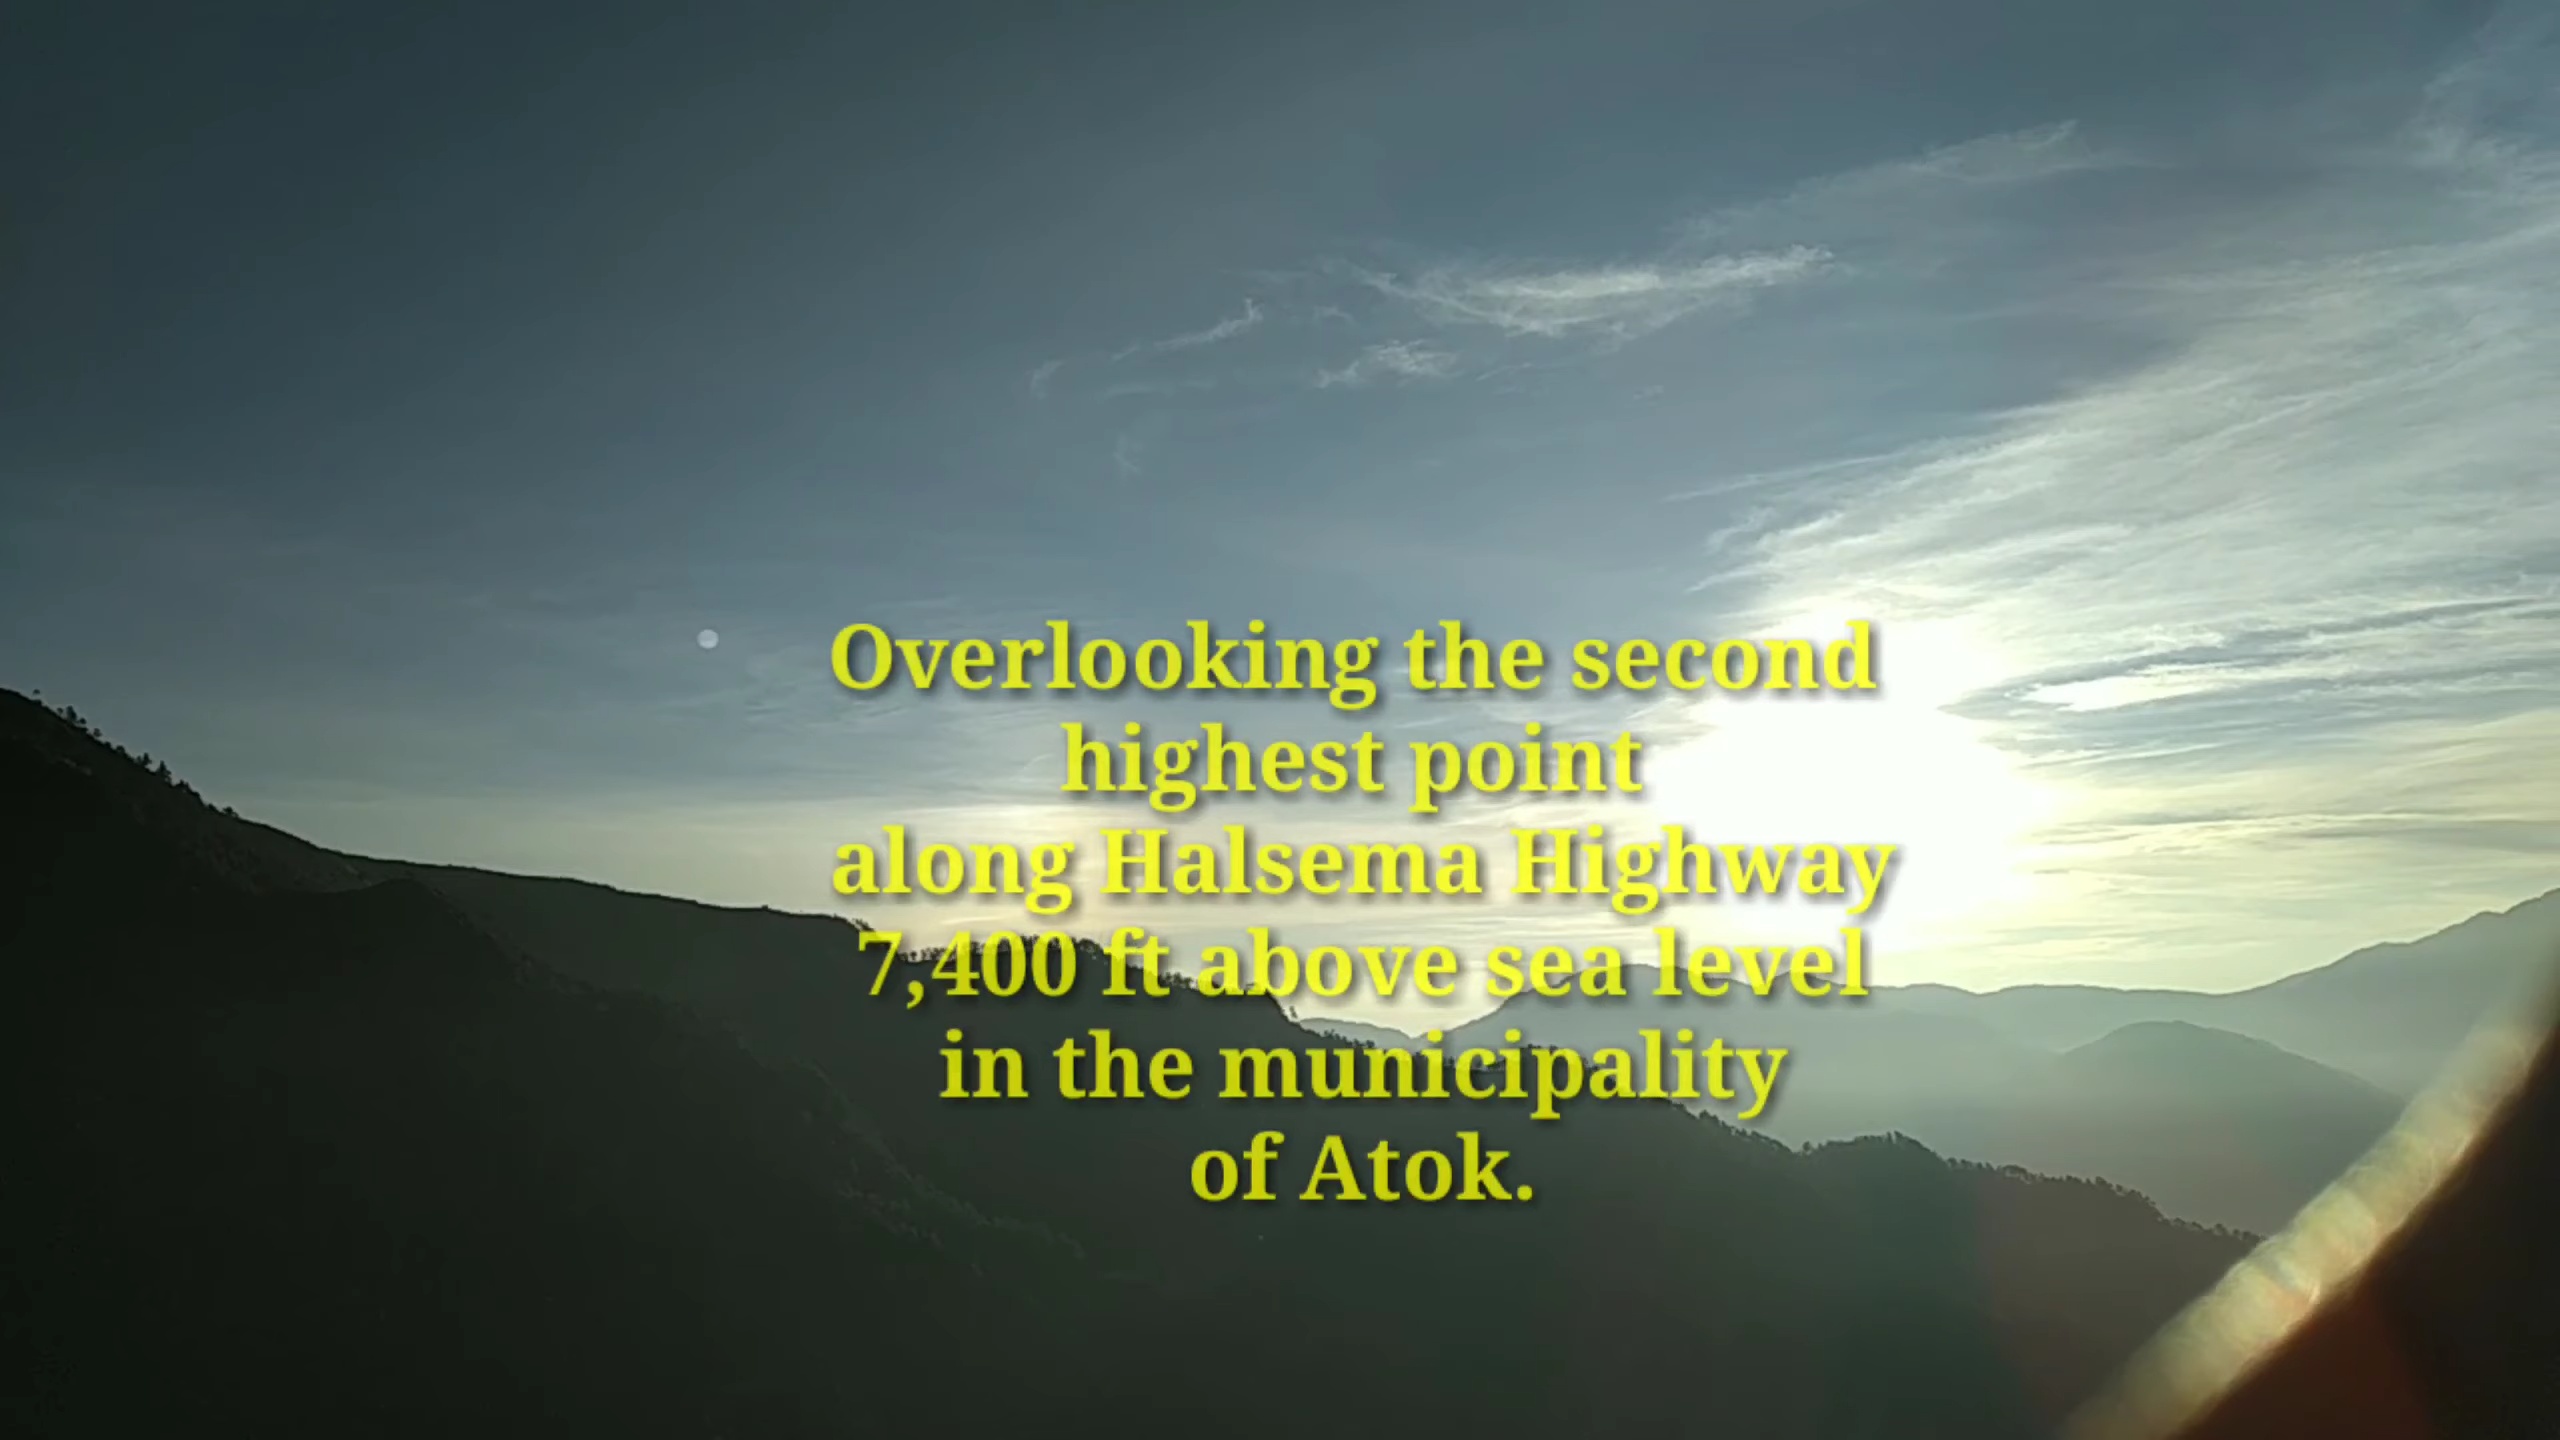 Overlooking the second
highest point
along Halsema Highway
7,400 ft above sea level
in the municipality
of Atok.